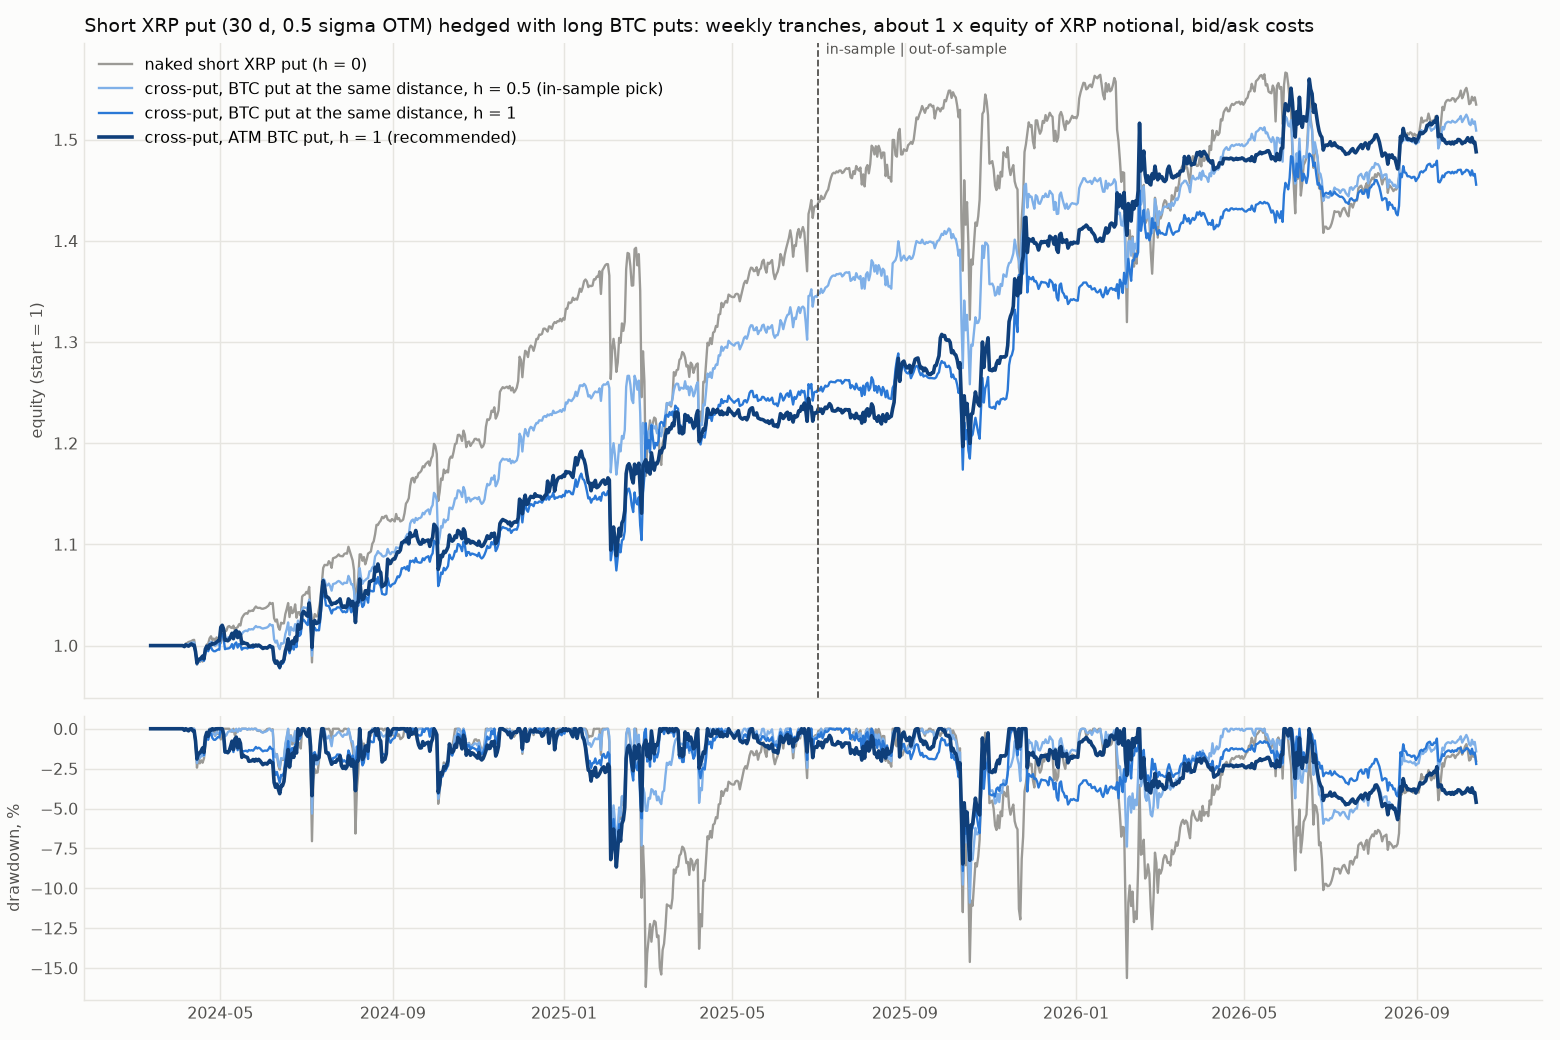 Short XRP put (30 d, 0.5 sigma OTM) hedged with long BTC puts: weekly tranches, about 1 x equity of XRP notional, bid/ask costs
in-sample | out-of-sample
naked short XRP put (h = 0)
cross-put, BTC put at the same distance, h = 0.5 (in-sample pick)
cross-put, BTC put at the same distance, h = 1
cross-put, ATM BTC put, h = 1 (recommended)
equity (start = 1)
1.5
1.4
1.3
1.2
1.1
1.0
drawdown, %
0.0
−2.5
−5.0
−7.5
−10.0
−12.5
−15.0
2024-05
2024-09
2025-01
2025-05
2025-09
2026-01
2026-05
2026-09